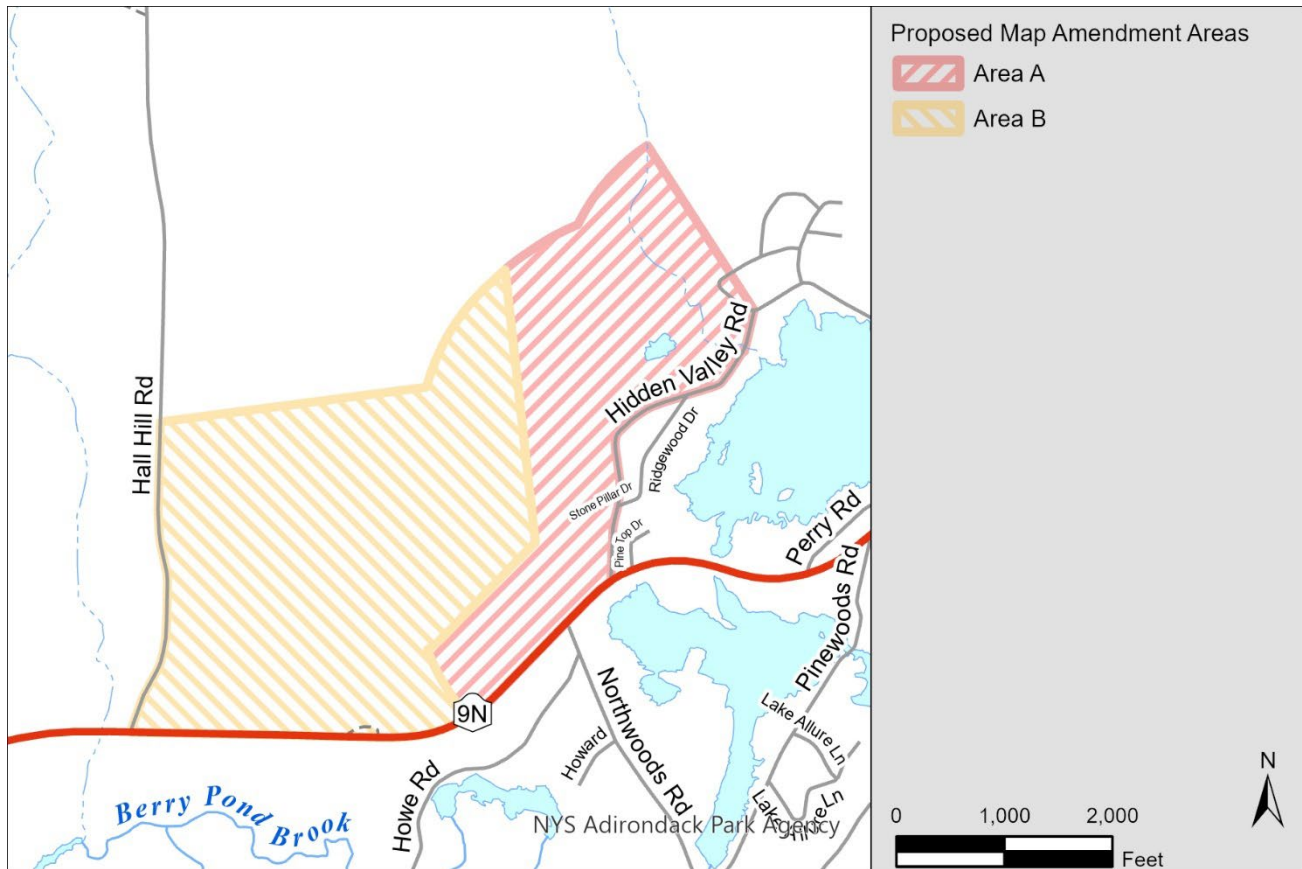 Proposed Map Amendment Areas
Area A
Area B
Hall Hill Rd
Hidden Valley Rd
Ridgewood Dr
Stone Pillar Dr
Pine Top Dr
Perry Rd
Pinewoods Rd
9N
Northwoods Rd
Lake Allure Ln
Howard
Howe Rd
Berry Pond
Brook
Lake
Ln
NYS Adirondack Park Agency
N
0 1,000 2,000
Feet